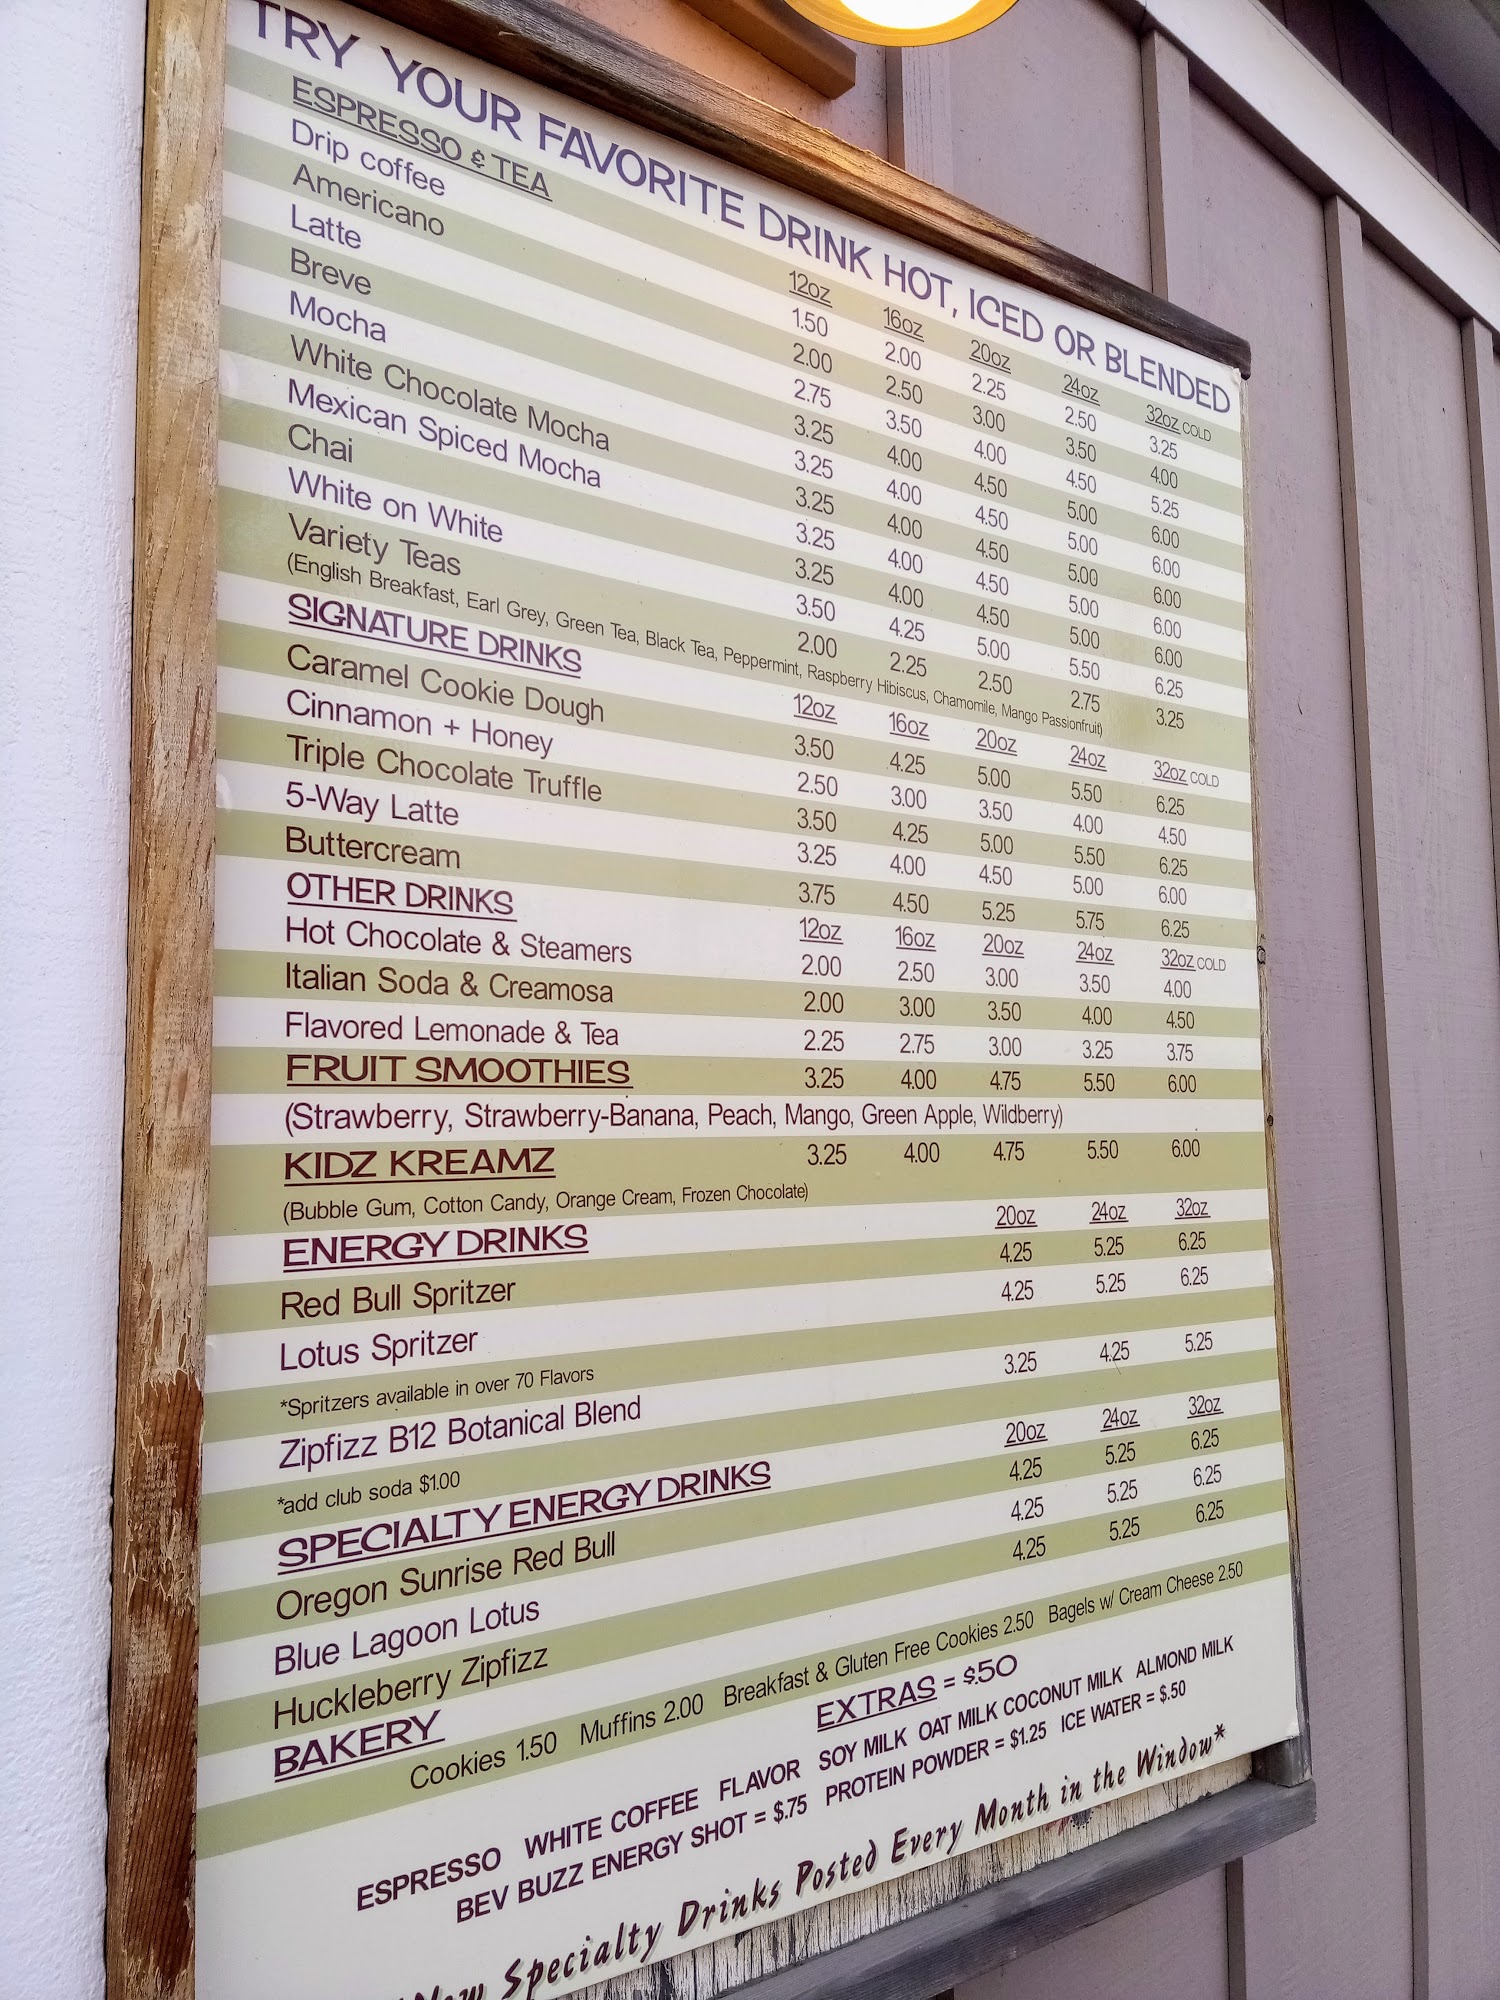 TRY YOUR FAVORITE DRINK HOT, ICED OR BLENDED
ESPRESSO & TEA 12oz 16oz 20oz 24oz 32oz COLD
Drip coffee 1.50 2.00 2.25 2.50 3.25
Americano 2.00 2.50 3.00 3.50 4.00
Latte 2.75 3.50 4.00 4.50 5.25
Breve 3.25 4.00 4.50 5.00 6.00
Mocha 3.25 4.00 4.50 5.00 6.00
White Chocolate Mocha 3.25 4.00 4.50 5.00 6.00
Mexican Spiced Mocha 3.25 4.00 4.50 5.00 6.00
Chai 3.25 4.00 4.50 5.00 6.00
White on White 3.50 4.25 5.00 5.50 6.25
Variety Teas 2.00 2.25 2.50 2.75 3.25
(English Breakfast, Earl Grey, Green Tea, Black Tea, Peppermint, Raspberry Hibiscus, Chamomile, Mango Passionfruit)
SIGNATURE DRINKS 12oz 16oz 20oz 24oz 32oz COLD
Caramel Cookie Dough 3.50 4.25 5.00 5.50 6.25
Cinnamon + Honey 2.50 3.00 3.50 4.00 4.50
Triple Chocolate Truffle 3.50 4.25 5.00 5.50 6.25
5-Way Latte 3.25 4.00 4.50 5.00 6.00
Buttercream 3.75 4.50 5.25 5.75 6.25
OTHER DRINKS 12oz 16oz 20oz 24oz 32oz COLD
Hot Chocolate & Steamers 2.00 2.50 3.00 3.50 4.00
Italian Soda & Creamosa 2.00 3.00 3.50 4.00 4.50
Flavored Lemonade & Tea 2.25 2.75 3.00 3.25 3.75
FRUIT SMOOTHIES 3.25 4.00 4.75 5.50 6.00
(Strawberry, Strawberry-Banana, Peach, Mango, Green Apple, Wildberry)
KIDZ KREAMZ 3.25 4.00 4.75 5.50 6.00
(Bubble Gum, Cotton Candy, Orange Cream, Frozen Chocolate)
ENERGY DRINKS 20oz 24oz 32oz
Red Bull Spritzer 4.25 5.25 6.25
Lotus Spritzer 4.25 5.25 6.25
*Spritzers available in over 70 Flavors
Zipfizz B12 Botanical Blend 3.25 4.25 5.25
*add club soda $1.00
SPECIALTY ENERGY DRINKS 20oz 24oz 32oz
Oregon Sunrise Red Bull 4.25 5.25 6.25
Blue Lagoon Lotus 4.25 5.25 6.25
Huckleberry Zipfizz 4.25 5.25 6.25
BAKERY
Cookies 1.50 Muffins 2.00 Breakfast & Gluten Free Cookies 2.50 Bagels w/ Cream Cheese 2.50
EXTRAS = $.50
ESPRESSO WHITE COFFEE FLAVOR SOY MILK OAT MILK COCONUT MILK ALMOND MILK
BEV BUZZ ENERGY SHOT = $.75 PROTEIN POWDER = $1.25 ICE WATER = $.50
New Specialty Drinks Posted Every Month in the Window*